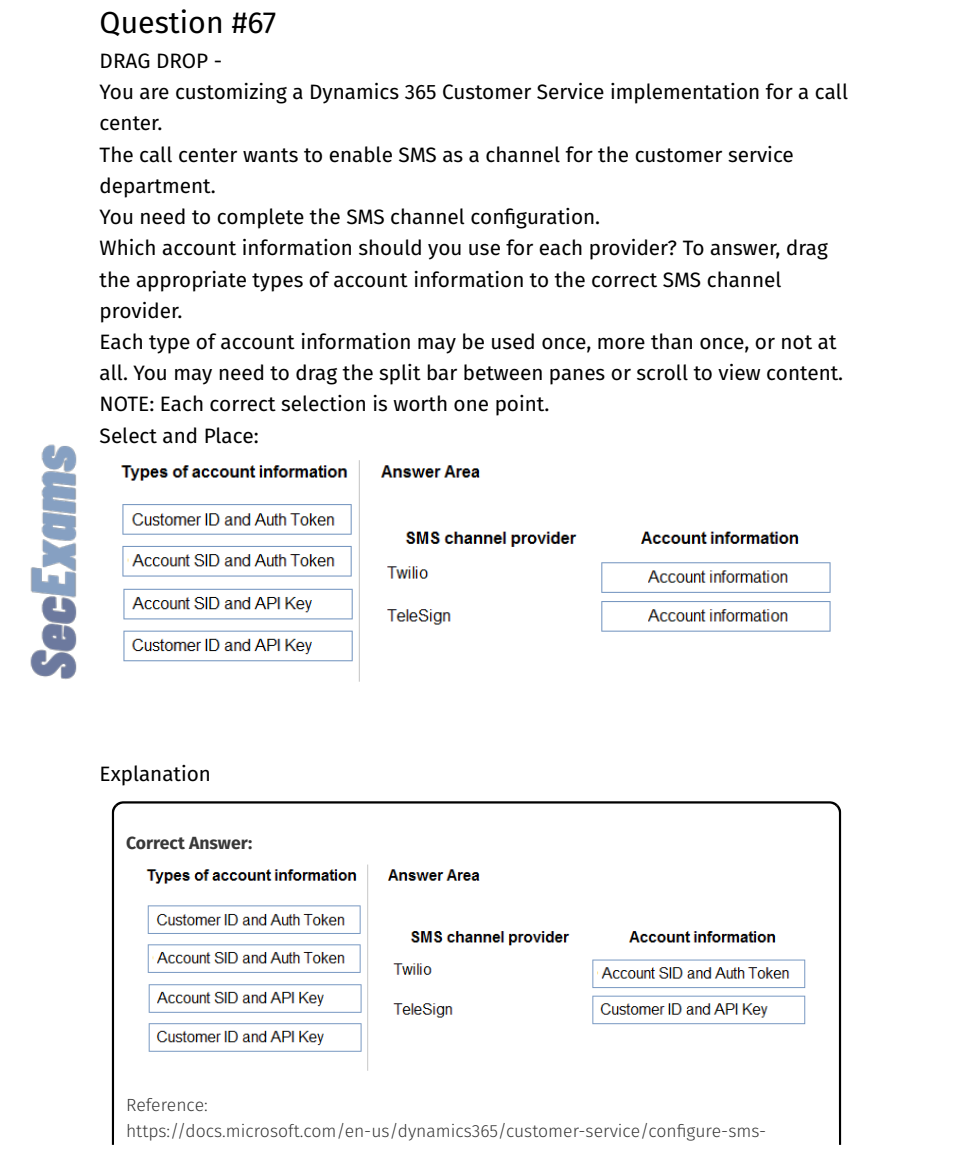 Question #67
DRAG DROP -
You are customizing a Dynamics 365 Customer Service implementation for a call
center.
The call center wants to enable SMS as a channel for the customer service
department.
You need to complete the SMS channel configuration.
Which account information should you use for each provider? To answer, drag
the appropriate types of account information to the correct SMS channel
provider.
Each type of account information may be used once, more than once, or not at
all. You may need to drag the split bar between panes or scroll to view content.
NOTE: Each correct selection is worth one point.
Select and Place:
SecExams
Types of account information
Customer ID and Auth Token
Account SID and Auth Token
Account SID and API Key
Customer ID and API Key
Answer Area
SMS channel provider Account information
Twilio Account information
TeleSign Account information
Explanation
Correct Answer:
Types of account information
Customer ID and Auth Token
Account SID and Auth Token
Account SID and API Key
Customer ID and API Key
Answer Area
SMS channel provider Account information
Twilio Account SID and Auth Token
TeleSign Customer ID and API Key
Reference:
https://docs.microsoft.com/en-us/dynamics365/customer-service/configure-sms-